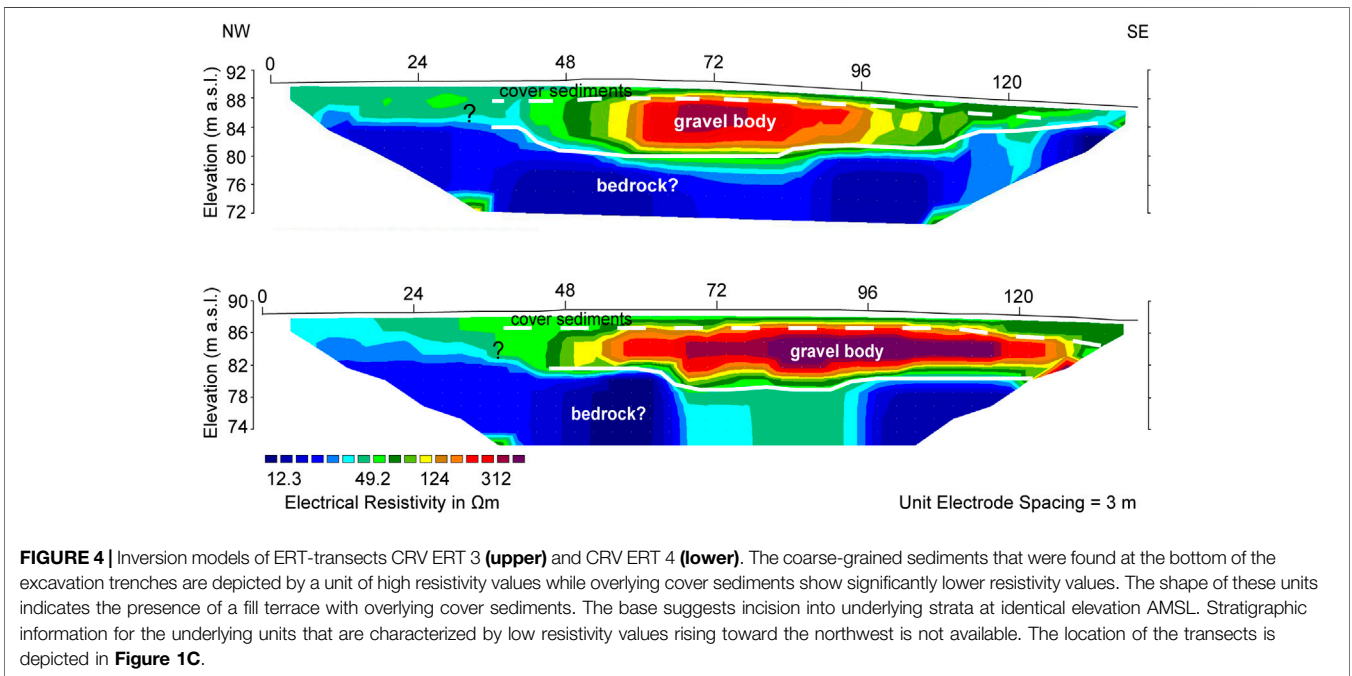 NW
SE
0 24 48 72 96 120
Elevation (m a.s.l.)
92
88
84
80
76
72
cover sediments
?
gravel body
bedrock?
0 24 48 72 96 120
Elevation (m a.s.l.)
90
86
82
78
74
cover sediments
?
gravel body
bedrock?
12.3 49.2 124 312
Electrical Resistivity in Ωm
Unit Electrode Spacing = 3 m
FIGURE 4 | Inversion models of ERT-transects CRV ERT 3 (upper) and CRV ERT 4 (lower). The coarse-grained sediments that were found at the bottom of the
excavation trenches are depicted by a unit of high resistivity values while overlying cover sediments show significantly lower resistivity values. The shape of these units
indicates the presence of a fill terrace with overlying cover sediments. The base suggests incision into underlying strata at identical elevation AMSL. Stratigraphic
information for the underlying units that are characterized by low resistivity values rising toward the northwest is not available. The location of the transects is
depicted in Figure 1C.